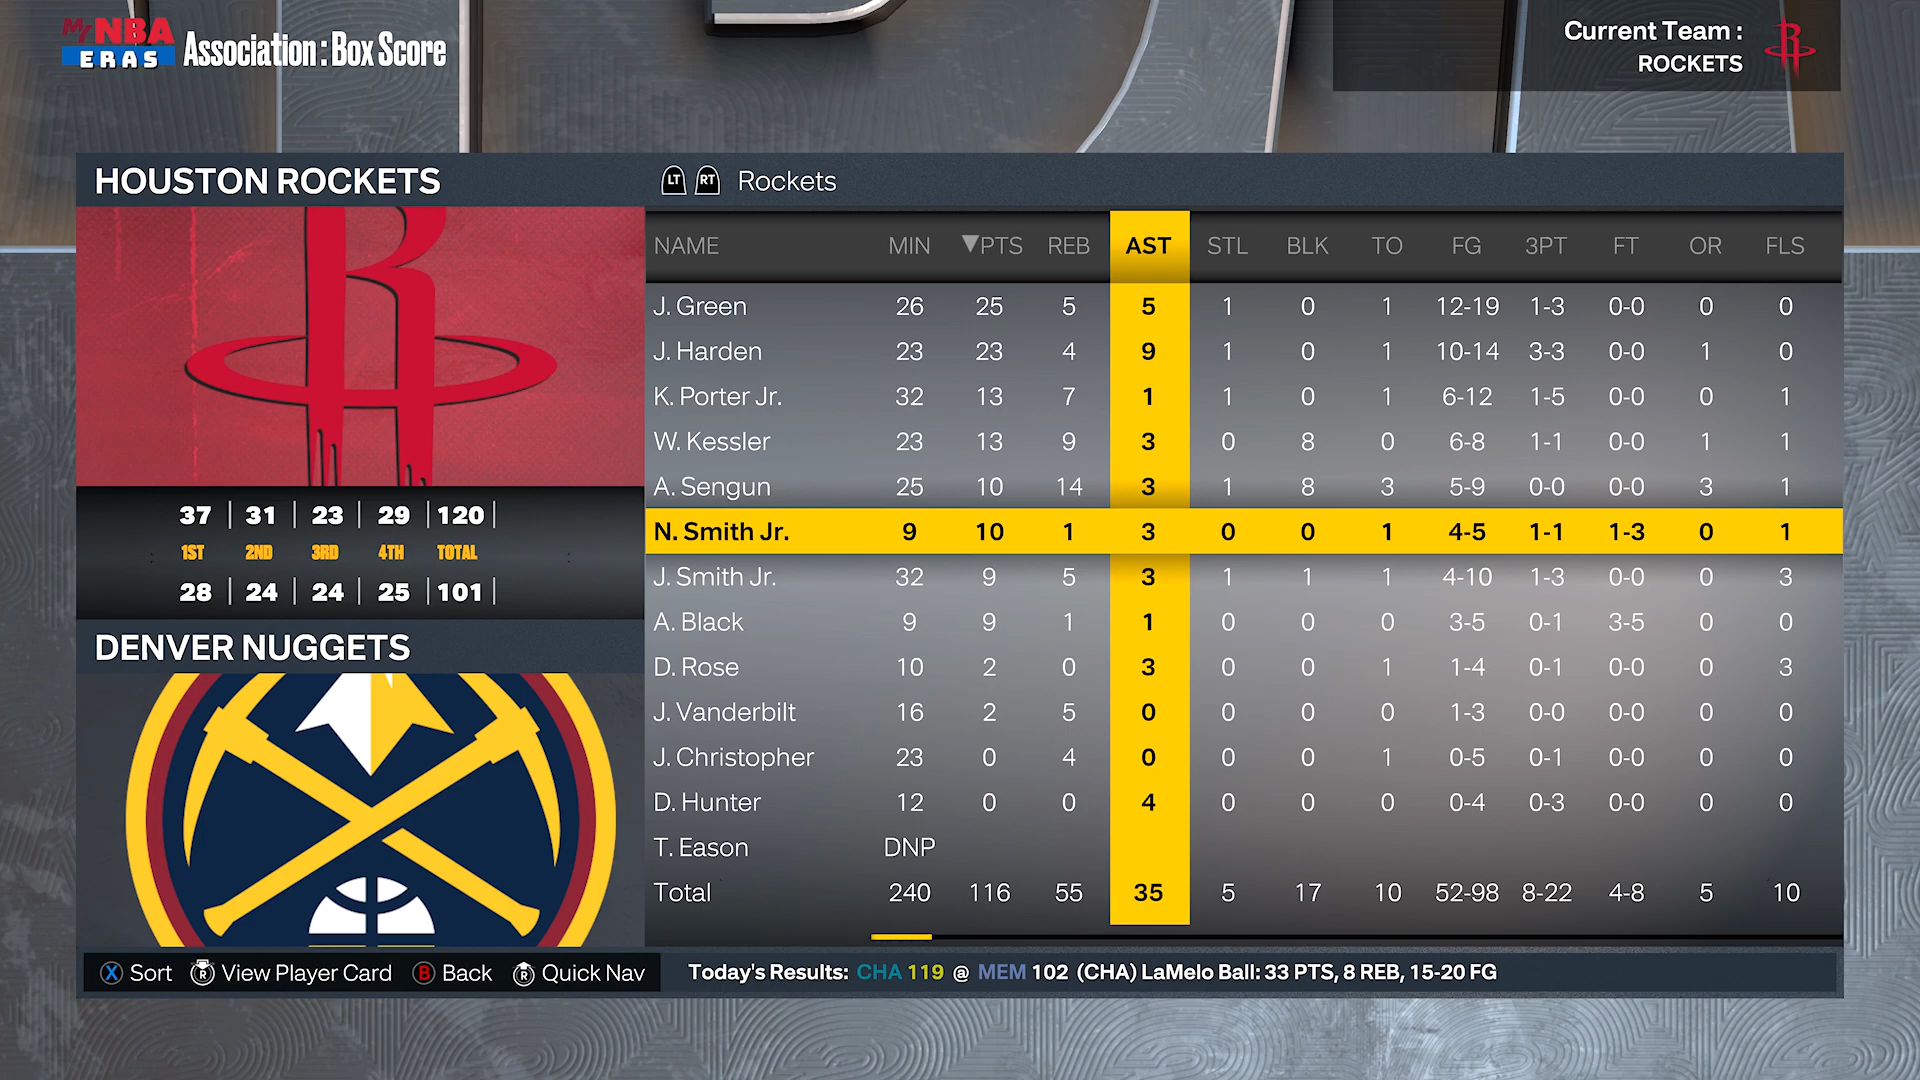 MyNBA
ERAS
Association : Box Score
Current Team :
ROCKETS
HOUSTON ROCKETS
37 | 31 | 23 | 29 | 120 |
1ST 2ND 3RD 4TH TOTAL
28 | 24 | 24 | 25 | 101 |
DENVER NUGGETS
LT RT Rockets
NAME MIN ▼PTS REB AST STL BLK TO FG 3PT FT OR FLS
J. Green 26 25 5 5 1 0 1 12-19 1-3 0-0 0 0
J. Harden 23 23 4 9 1 0 1 10-14 3-3 0-0 1 0
K. Porter Jr. 32 13 7 1 1 0 1 6-12 1-5 0-0 0 1
W. Kessler 23 13 9 3 0 8 0 6-8 1-1 0-0 1 1
A. Sengun 25 10 14 3 1 8 3 5-9 0-0 0-0 3 1
N. Smith Jr. 9 10 1 3 0 0 1 4-5 1-1 1-3 0 1
J. Smith Jr. 32 9 5 3 1 1 1 4-10 1-3 0-0 0 3
A. Black 9 9 1 1 0 0 0 3-5 0-1 3-5 0 0
D. Rose 10 2 0 3 0 0 1 1-4 0-1 0-0 0 3
J. Vanderbilt 16 2 5 0 0 0 0 1-3 0-0 0-0 0 0
J. Christopher 23 0 4 0 0 0 1 0-5 0-1 0-0 0 0
D. Hunter 12 0 0 4 0 0 0 0-4 0-3 0-0 0 0
T. Eason DNP
Total 240 116 55 35 5 17 10 52-98 8-22 4-8 5 10
X Sort R View Player Card B Back R Quick Nav
Today's Results: CHA 119 @ MEM 102 (CHA) LaMelo Ball: 33 PTS, 8 REB, 15-20 FG